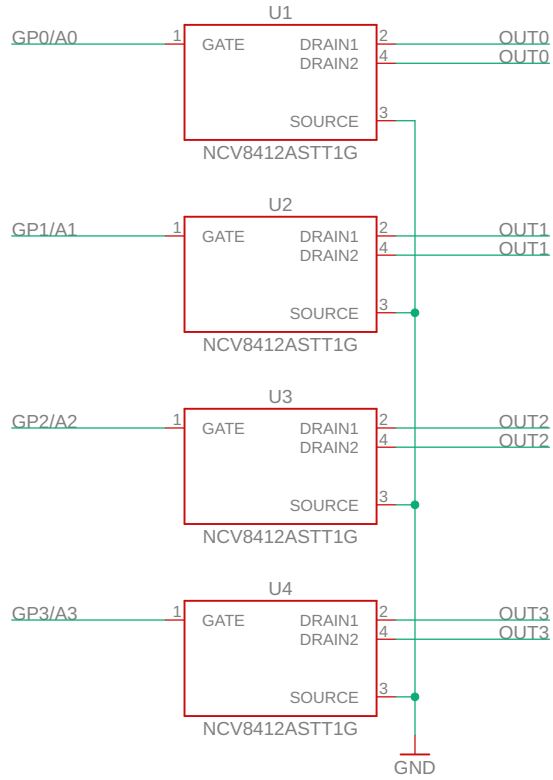 U1
GP0/A0 1 GATE DRAIN1 2 OUT0
DRAIN2 4 OUT0
SOURCE 3
NCV8412ASTT1G
U2
GP1/A1 1 GATE DRAIN1 2 OUT1
DRAIN2 4 OUT1
SOURCE 3
NCV8412ASTT1G
U3
GP2/A2 1 GATE DRAIN1 2 OUT2
DRAIN2 4 OUT2
SOURCE 3
NCV8412ASTT1G
U4
GP3/A3 1 GATE DRAIN1 2 OUT3
DRAIN2 4 OUT3
SOURCE 3
NCV8412ASTT1G
GND